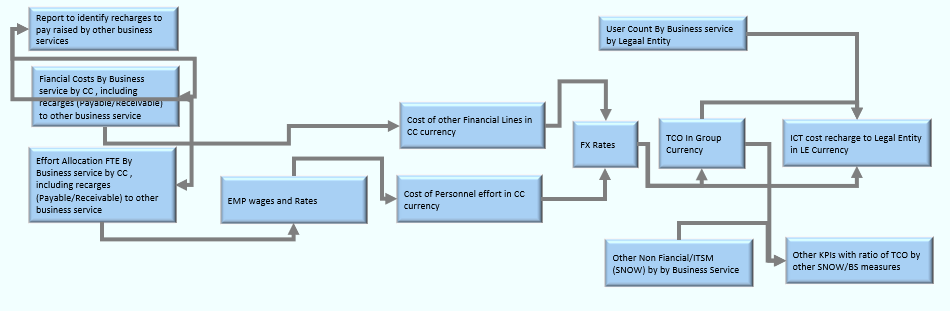 Report to identify recharges to
pay raised by other business
services
Fiancial Costs By Business
service by CC , including
recarges (Payable/Receivable)
to other business service
Effort Allocation FTE By
Business service by CC ,
including recarges
(Payable/Receivable) to other
business service
EMP wages and Rates
Cost of other Financial Lines in
CC currency
Cost of Personnel effort in CC
currency
FX Rates
User Count By Business service
by Legaal Entity
TCO In Group
Currency
ICT cost recharge to Legal Entity
in LE Currency
Other Non Fiancial/ITSM
(SNOW) by by Business Service
Other KPIs with ratio of TCO by
other SNOW/BS measures